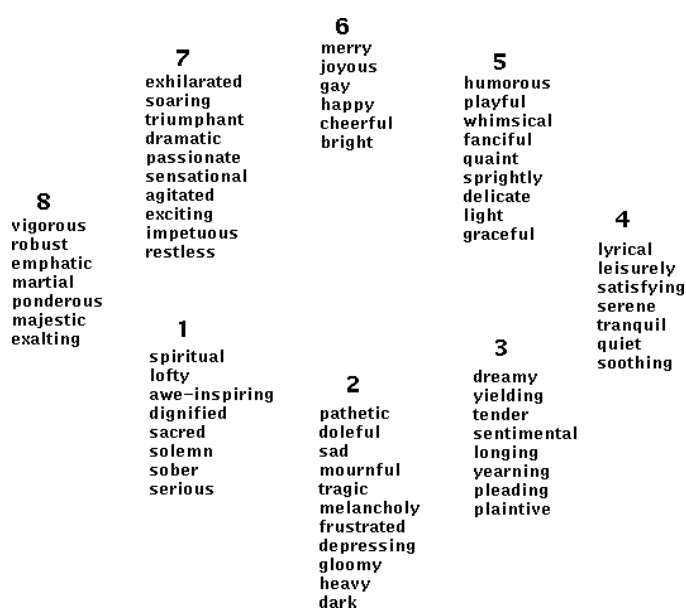 6
merry
joyous
gay
happy
cheerful
bright
7
exhilarated
soaring
triumphant
dramatic
passionate
sensational
agitated
exciting
impetuous
restless
5
humorous
playful
whimsical
fanciful
quaint
sprightly
delicate
light
graceful
8
vigorous
robust
emphatic
martial
ponderous
majestic
exalting
4
lyrical
leisurely
satisfying
serene
tranquil
quiet
soothing
1
spiritual
lofty
awe-inspiring
dignified
sacred
solemn
sober
serious
2
pathetic
doleful
sad
mournful
tragic
melancholy
frustrated
depressing
gloomy
heavy
dark
3
dreamy
yielding
tender
sentimental
longing
yearning
pleading
plaintive